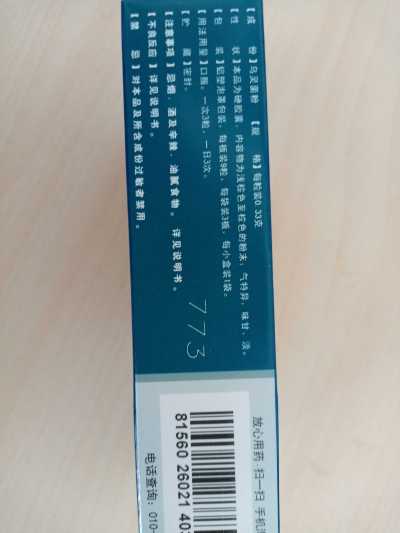 【成 份】乌灵菌粉 【规 格】每粒装0.33克
【性 状】本品为硬胶囊，内容物为浅棕色至棕色的粉末；气特异，味甘、淡。
【包 装】铝塑泡罩包装，每板装9粒，每袋装3板，每小盒装1袋。
【用法用量】口服。一次3粒，一日3次。
【贮 藏】密封。
【注意事项】忌烟、酒及辛辣、油腻食物。 详见说明书。
【不良反应】详见说明书。
【禁 忌】对本品及所含成份过敏者禁用。
773
放心用药 扫一扫 手机
81560 26021 40
电话查询：010-